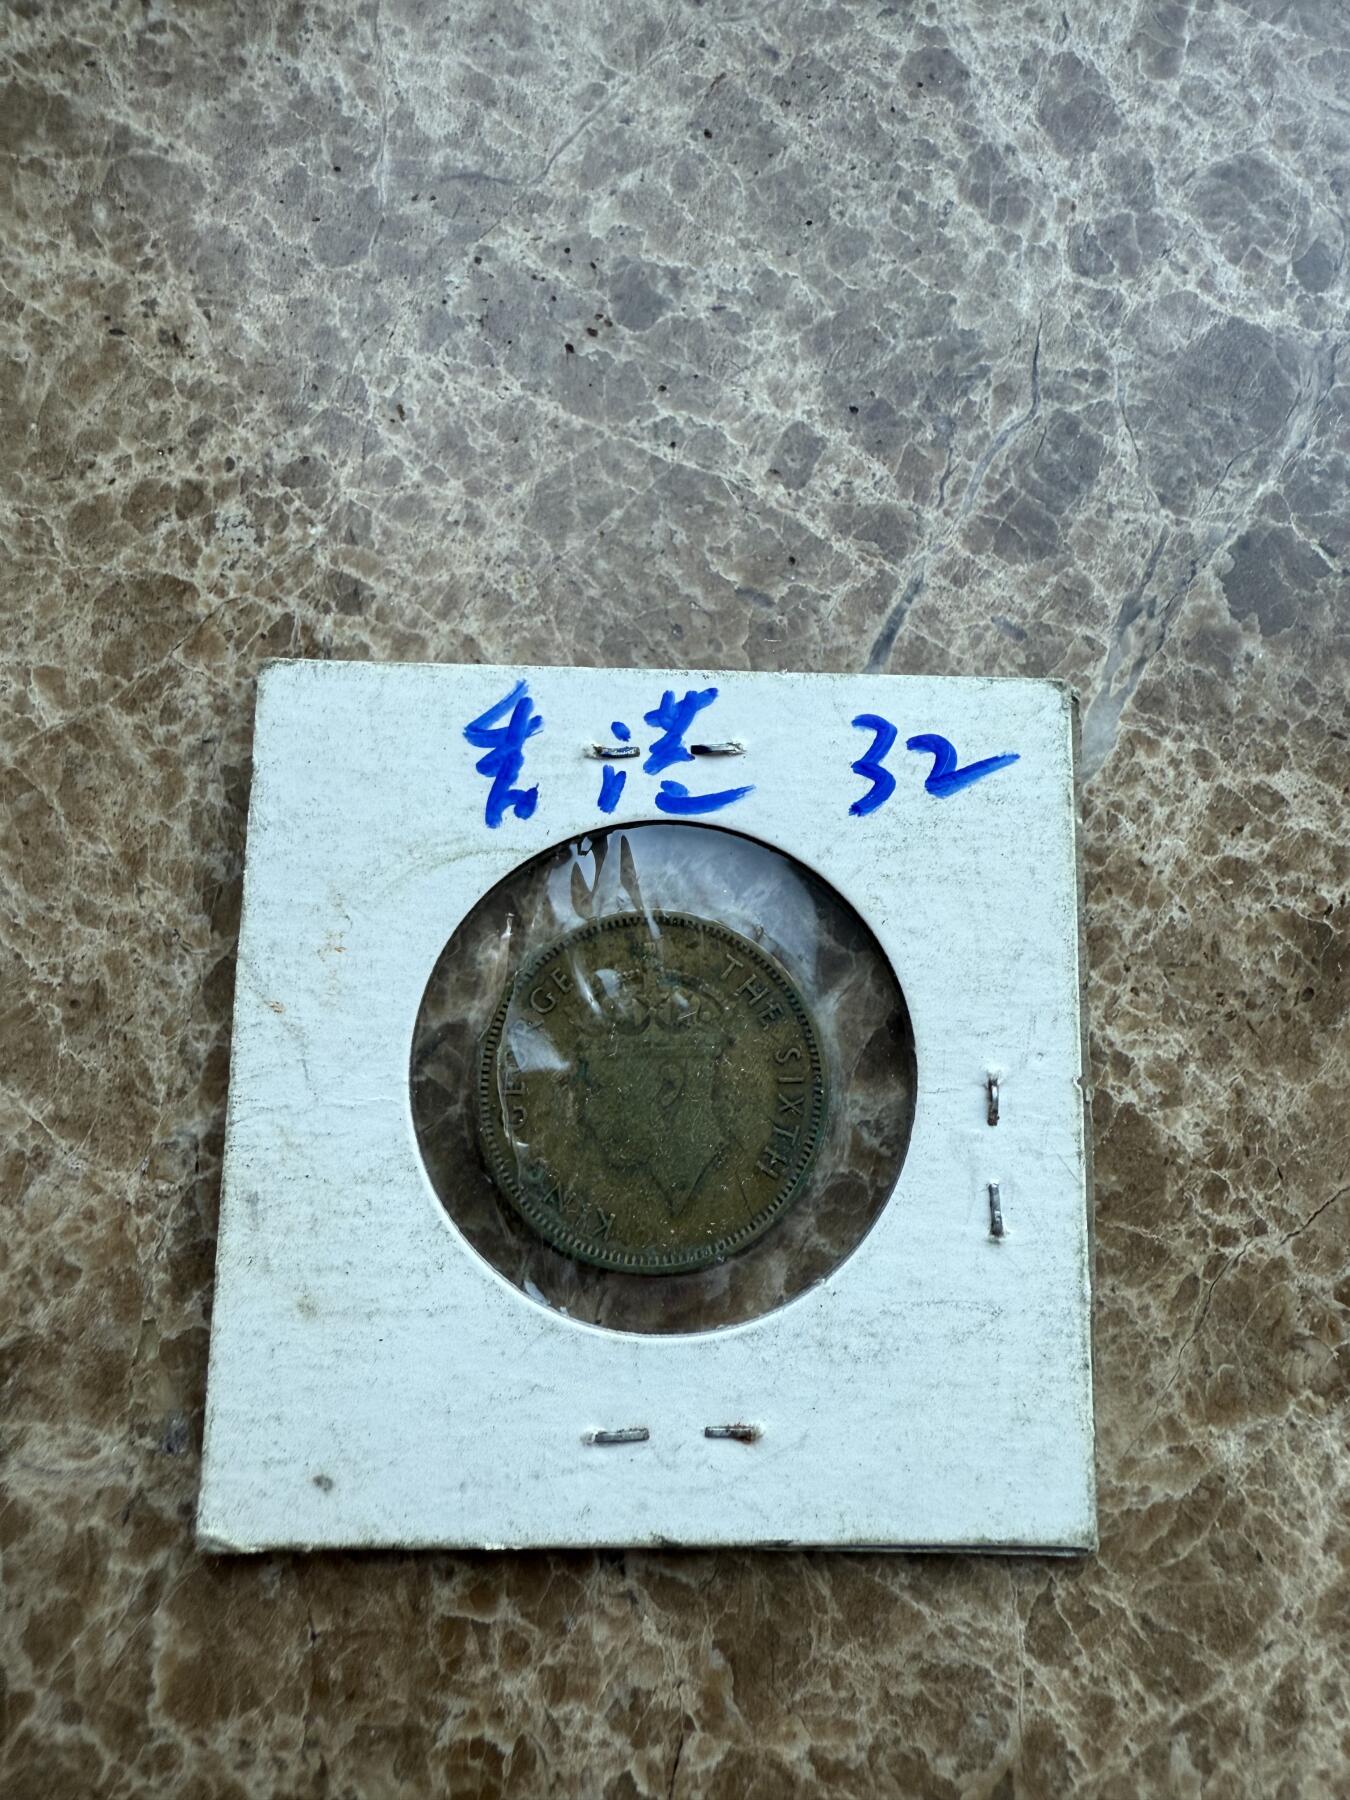 香港 32
KING GEORGE THE SIXTH